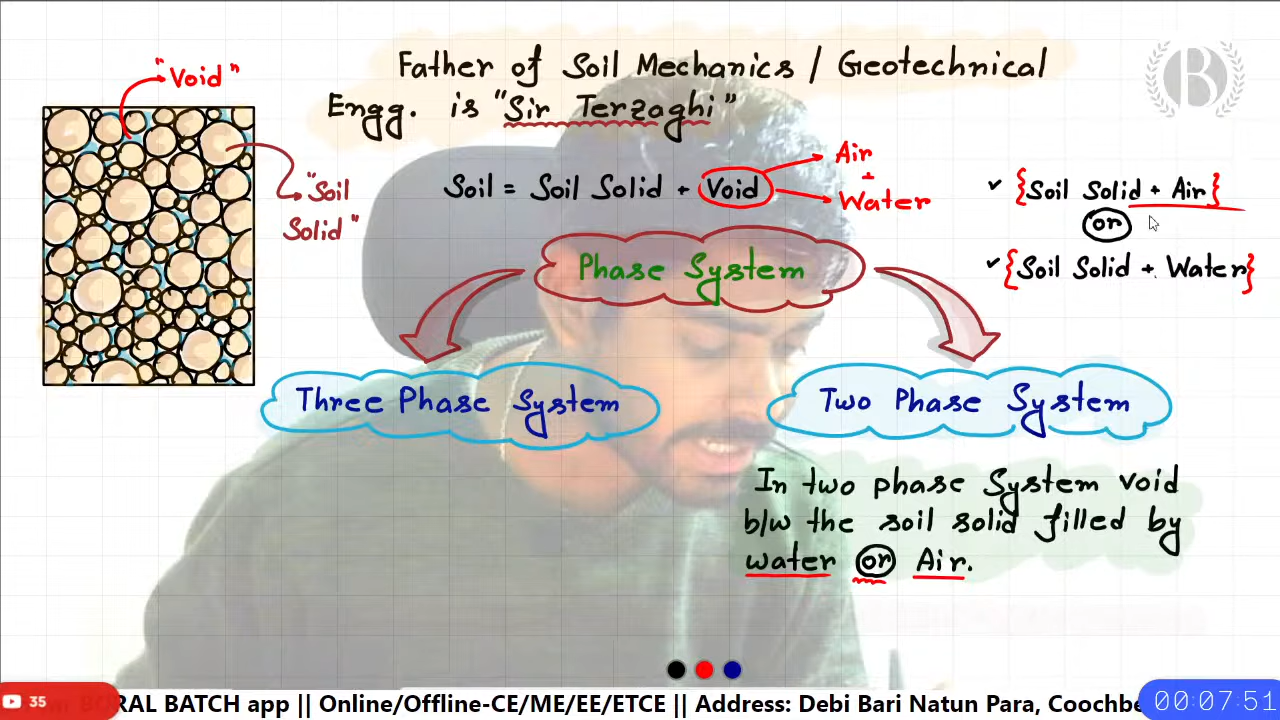 Father of Soil Mechanics / Geotechnical
Engg. is "Sir Terzaghi"
"Void"
"Soil
Solid"
Soil = Soil Solid + Void
Air
+
Water
{Soil Solid + Air}
or
{Soil Solid + Water}
Phase System
Three Phase System
Two Phase System
In two phase System void
b/w the soil solid filled by
water or Air.
B
35
BATCH app || Online/Offline-CE/ME/EE/ETCE || Address: Debi Bari Natun Para, Coochbe
00:07:51